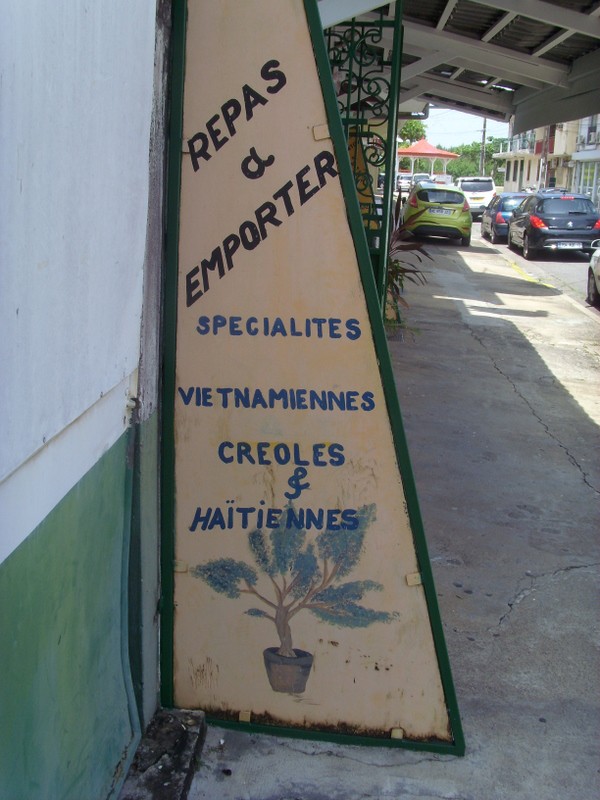 REPAS
a
EMPORTER
SPECIALITES
VIETNAMIENNES
CREOLES
&
HAÏTIENNES